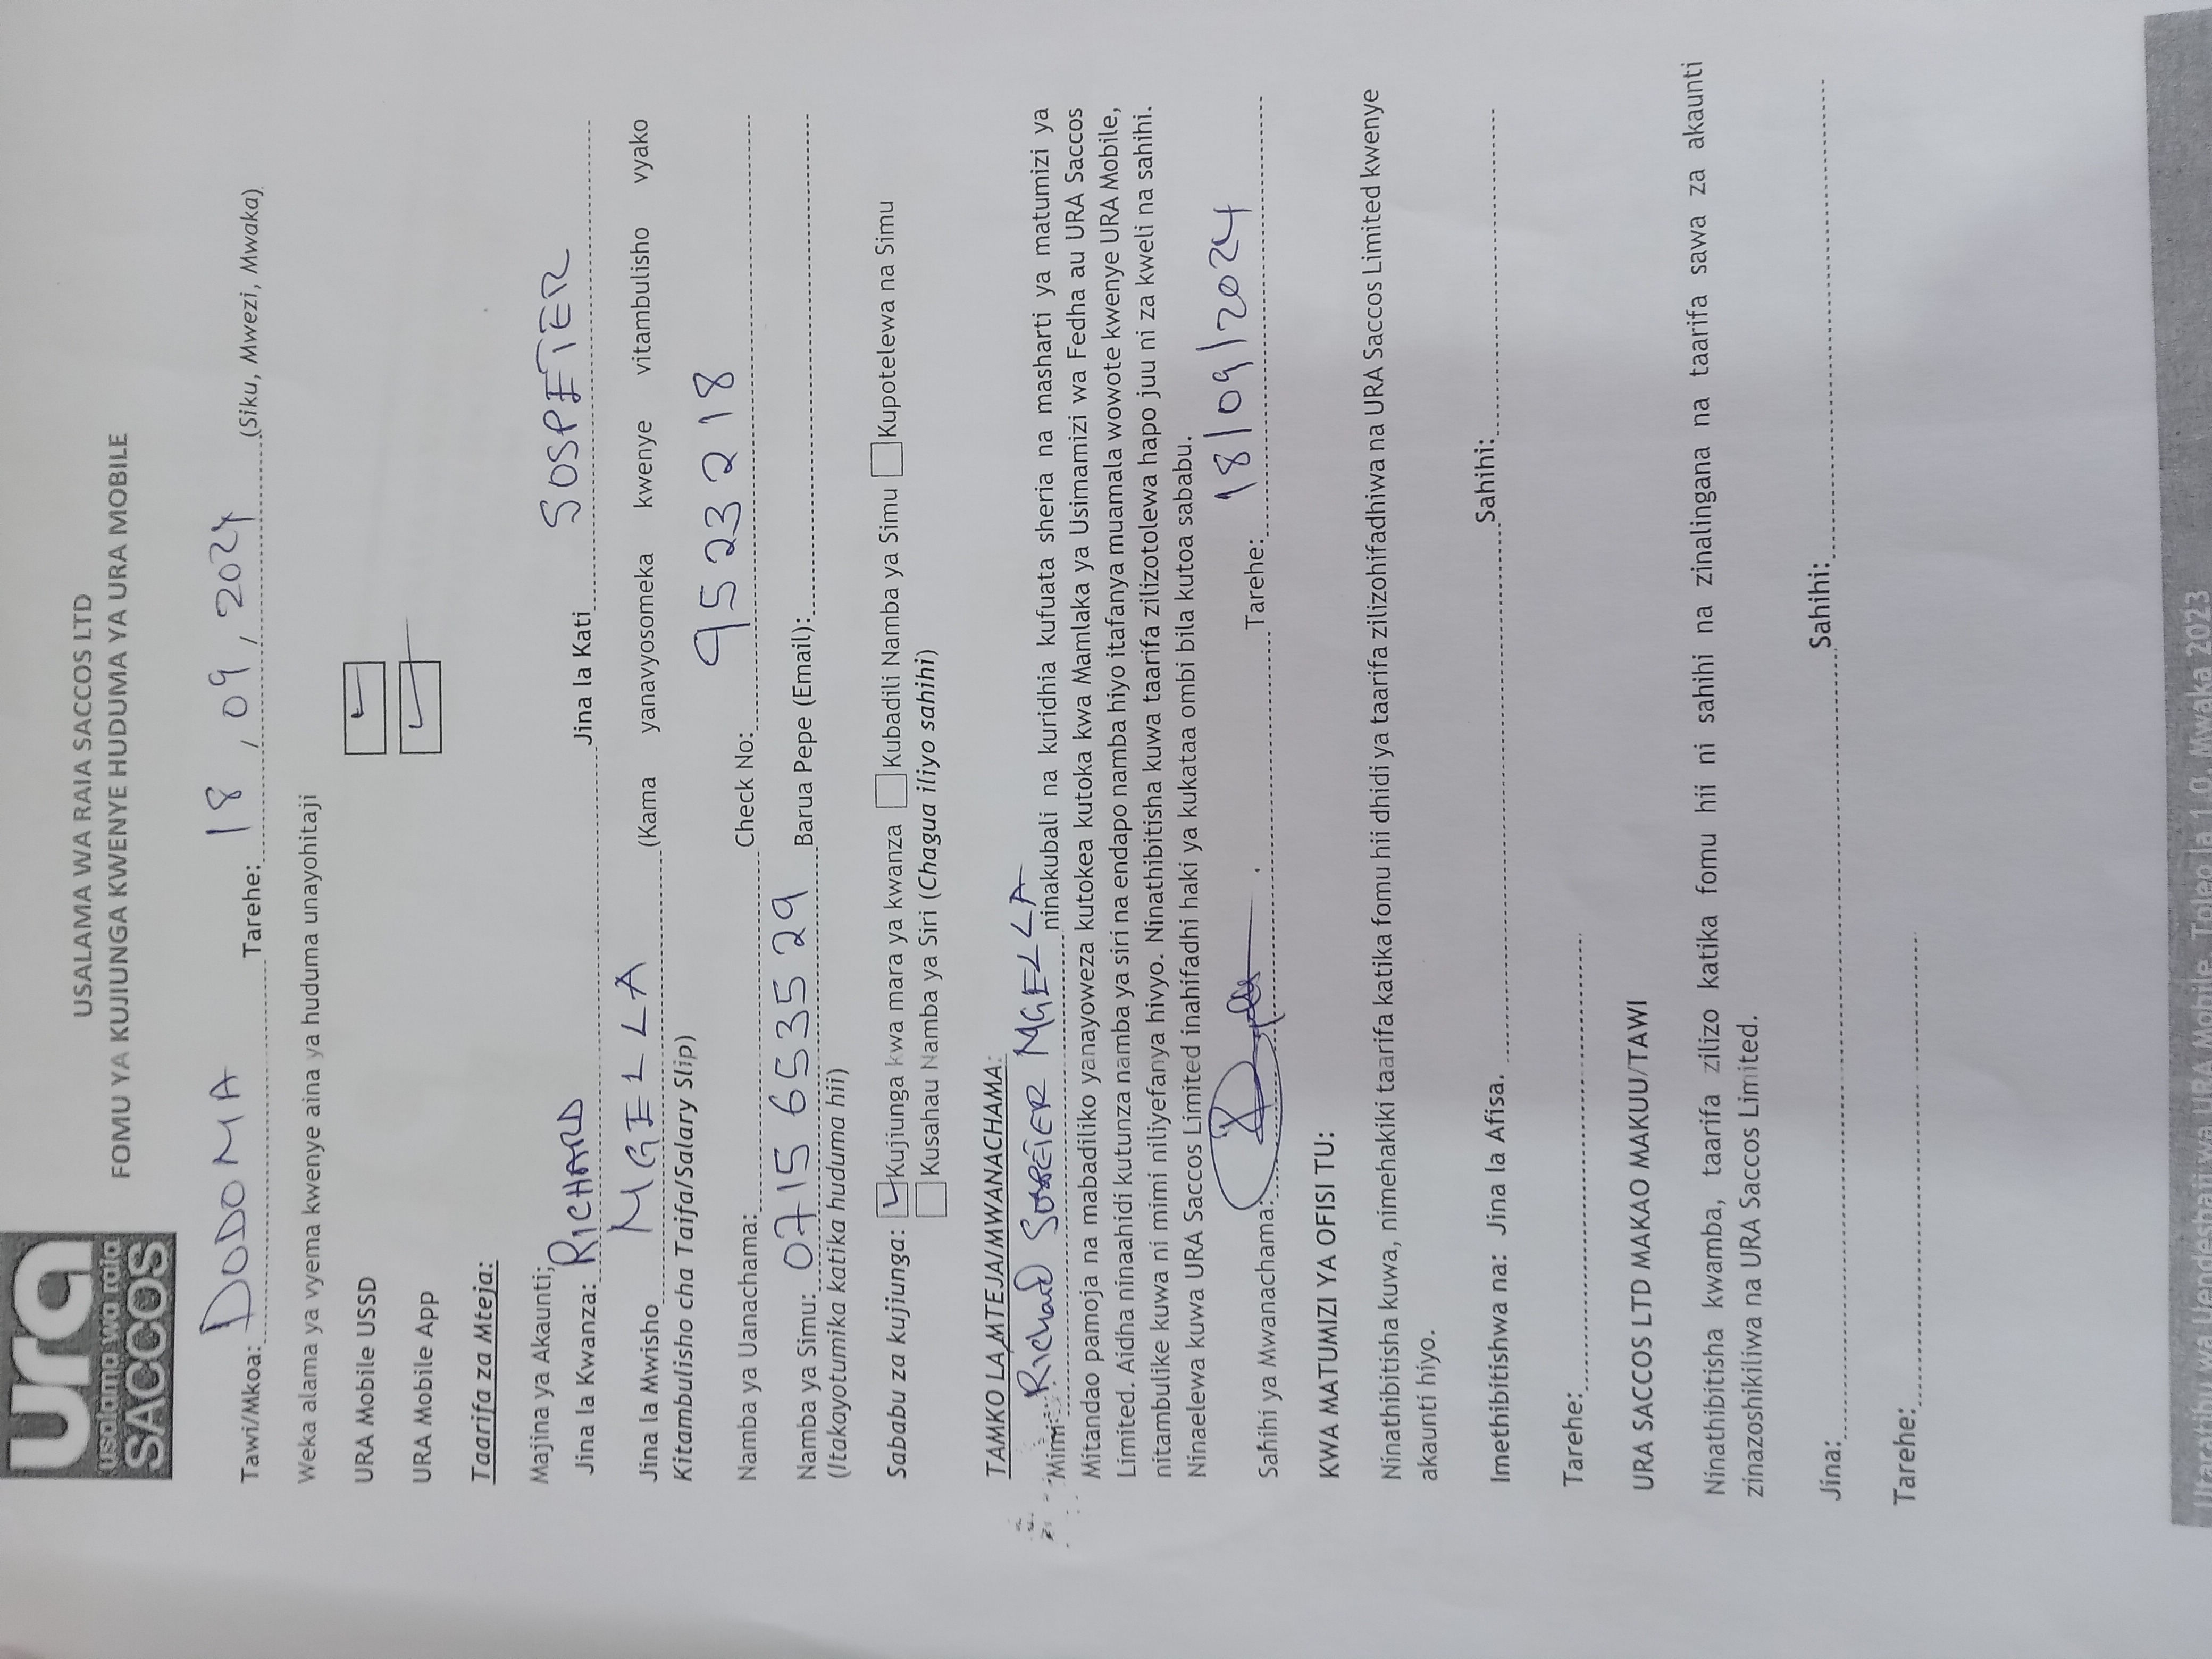 ura
usalama wa raia
SACCOS
USALAMA WA RAIA SACCOS LTD
FOMU YA KUJIUNGA KWENYE HUDUMA YA URA MOBILE
Tawi/Mkoa: DODOMA Tarehe: 18 / 09 / 2024 (Siku, Mwezi, Mwaka)
Weka alama ya vyema kwenye aina ya huduma unayohitaji
URA Mobile USSD ✓
URA Mobile App ✓
Taarifa za Mteja:
Majina ya Akaunti;
Jina la Kwanza: RICHARD Jina la Kati SOSPETER
Jina la Mwisho MGELLA (Kama yanavyosomeka kwenye vitambulisho vyako
Kitambulisho cha Taifa/Salary Slip)
Namba ya Uanachama: Check No: 9523218
Namba ya Simu: 0715 653529 Barua Pepe (Email):
(Itakayotumika katika huduma hii)
Sababu za kujiunga: ✓ Kujiunga kwa mara ya kwanza Kubadili Namba ya Simu Kupotelewa na Simu
Kusahau Namba ya Siri (Chagua iliyo sahihi)
TAMKO LA MTEJA/MWANACHAMA:
Mimi Richard SOSPETER MGELLA ninakubali na kuridhia kufuata sheria na masharti ya matumizi ya
Mitandao pamoja na mabadiliko yanayoweza kutokea kutoka kwa Mamlaka ya Usimamizi wa Fedha au URA Saccos
Limited. Aidha ninaahidi kutunza namba ya siri na endapo namba hiyo itafanya muamala wowote kwenye URA Mobile,
nitambulike kuwa ni mimi niliyefanya hivyo. Ninathibitisha kuwa taarifa zilizotolewa hapo juu ni za kweli na sahihi.
Ninaelewa kuwa URA Saccos Limited inahifadhi haki ya kukataa ombi bila kutoa sababu.
Sahihi ya Mwanachama: Tarehe: 18/09/2024
KWA MATUMIZI YA OFISI TU:
Ninathibitisha kuwa, nimehakiki taarifa katika fomu hii dhidi ya taarifa zilizohifadhiwa na URA Saccos Limited kwenye
akaunti hiyo.
Imethibitishwa na: Jina la Afisa. Sahihi:
Tarehe:
URA SACCOS LTD MAKAO MAKUU/TAWI
Ninathibitisha kwamba, taarifa zilizo katika fomu hii ni sahihi na zinalingana na taarifa sawa za akaunti
zinazoshikiliwa na URA Saccos Limited.
Jina: Sahihi:
Tarehe:
Utaratibu wa Uendeshaji wa URA Mobile, Toleo la 1.0, Mwaka 2023